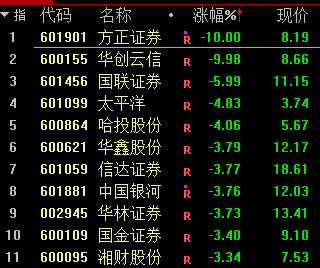 ▼ 指 代码 名称 • 涨幅%↑ 现价
1 601901 方正证券 R -10.00 8.19
2 600155 华创云信 R -9.98 8.66
3 601456 国联证券 R -5.99 11.15
4 601099 太平洋 R -4.83 3.74
5 600864 哈投股份 R -4.06 5.67
6 600621 华鑫股份 R -3.79 12.17
7 601059 信达证券 R -3.77 18.61
8 601881 中国银河 R -3.76 12.03
9 002945 华林证券 R -3.73 13.41
10 600109 国金证券 R -3.40 9.10
11 600095 湘财股份 R -3.34 7.53